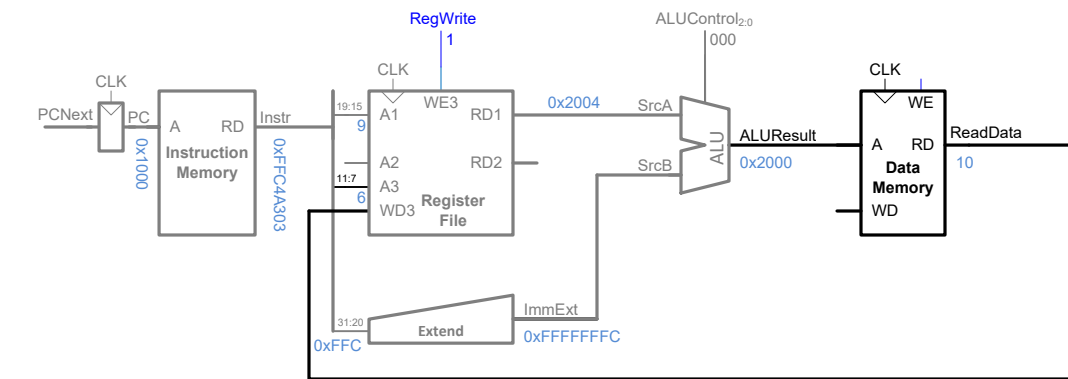 RegWrite
1
ALUControl2:0
000
CLK
CLK
CLK
PCNext
PC
0x1000
A
RD
Instruction
Memory
Instr
0xFFC4A303
19:15
9
A1
WE3
RD1
0x2004
SrcA
A2
RD2
11:7
6
A3
WD3
Register
File
SrcB
ALU
ALUResult
0x2000
WE
A
RD
Data
Memory
WD
ReadData
10
31:20
0xFFC
Extend
ImmExt
0xFFFFFFFC